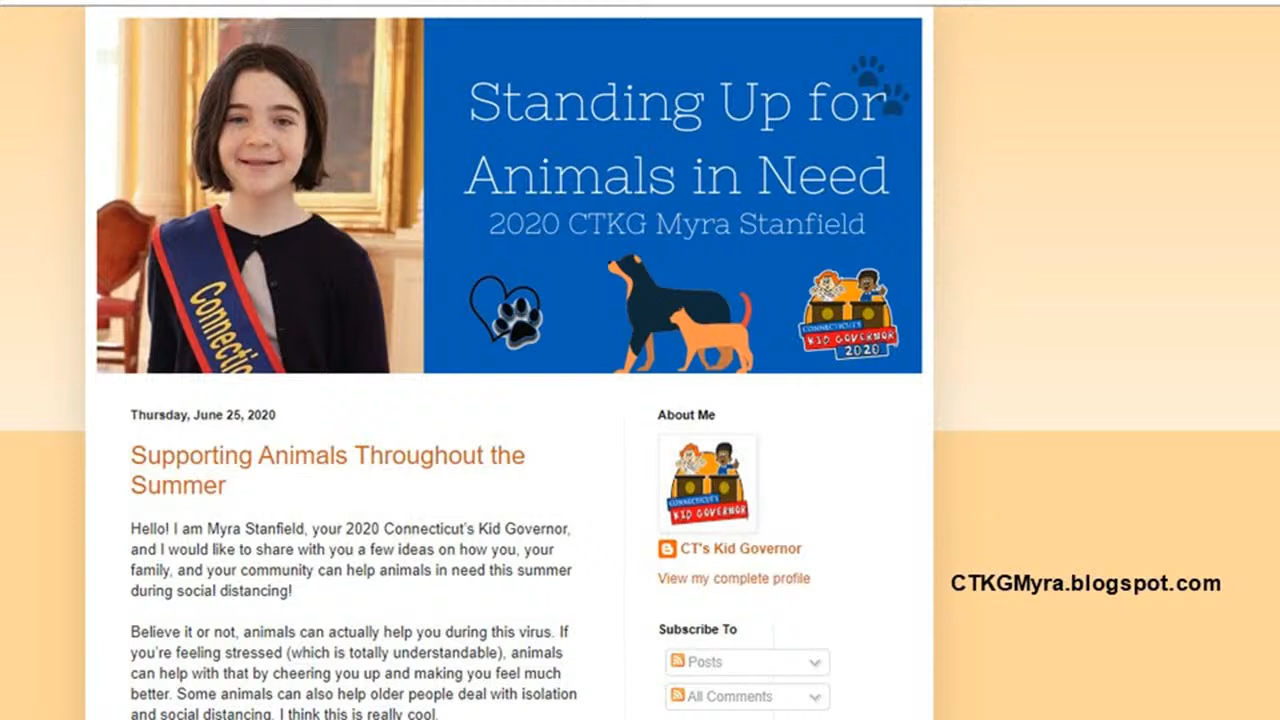 Connectic
Standing Up for
Animals in Need
2020 CTKG Myra Stanfield
CONNECTICUT'S
KID GOVERNOR
2020
Thursday, June 25, 2020
Supporting Animals Throughout the
Summer
Hello! I am Myra Stanfield, your 2020 Connecticut's Kid Governor,
and I would like to share with you a few ideas on how you, your
family, and your community can help animals in need this summer
during social distancing!
Believe it or not, animals can actually help you during this virus. If
you're feeling stressed (which is totally understandable), animals
can help with that by cheering you up and making you feel much
better. Some animals can also help older people deal with isolation
and social distancing. I think this is really cool.
About Me
CONNECTICUT'S
KID GOVERNOR
CT's Kid Governor
View my complete profile
Subscribe To
Posts
All Comments
CTKGMyra.blogspot.com